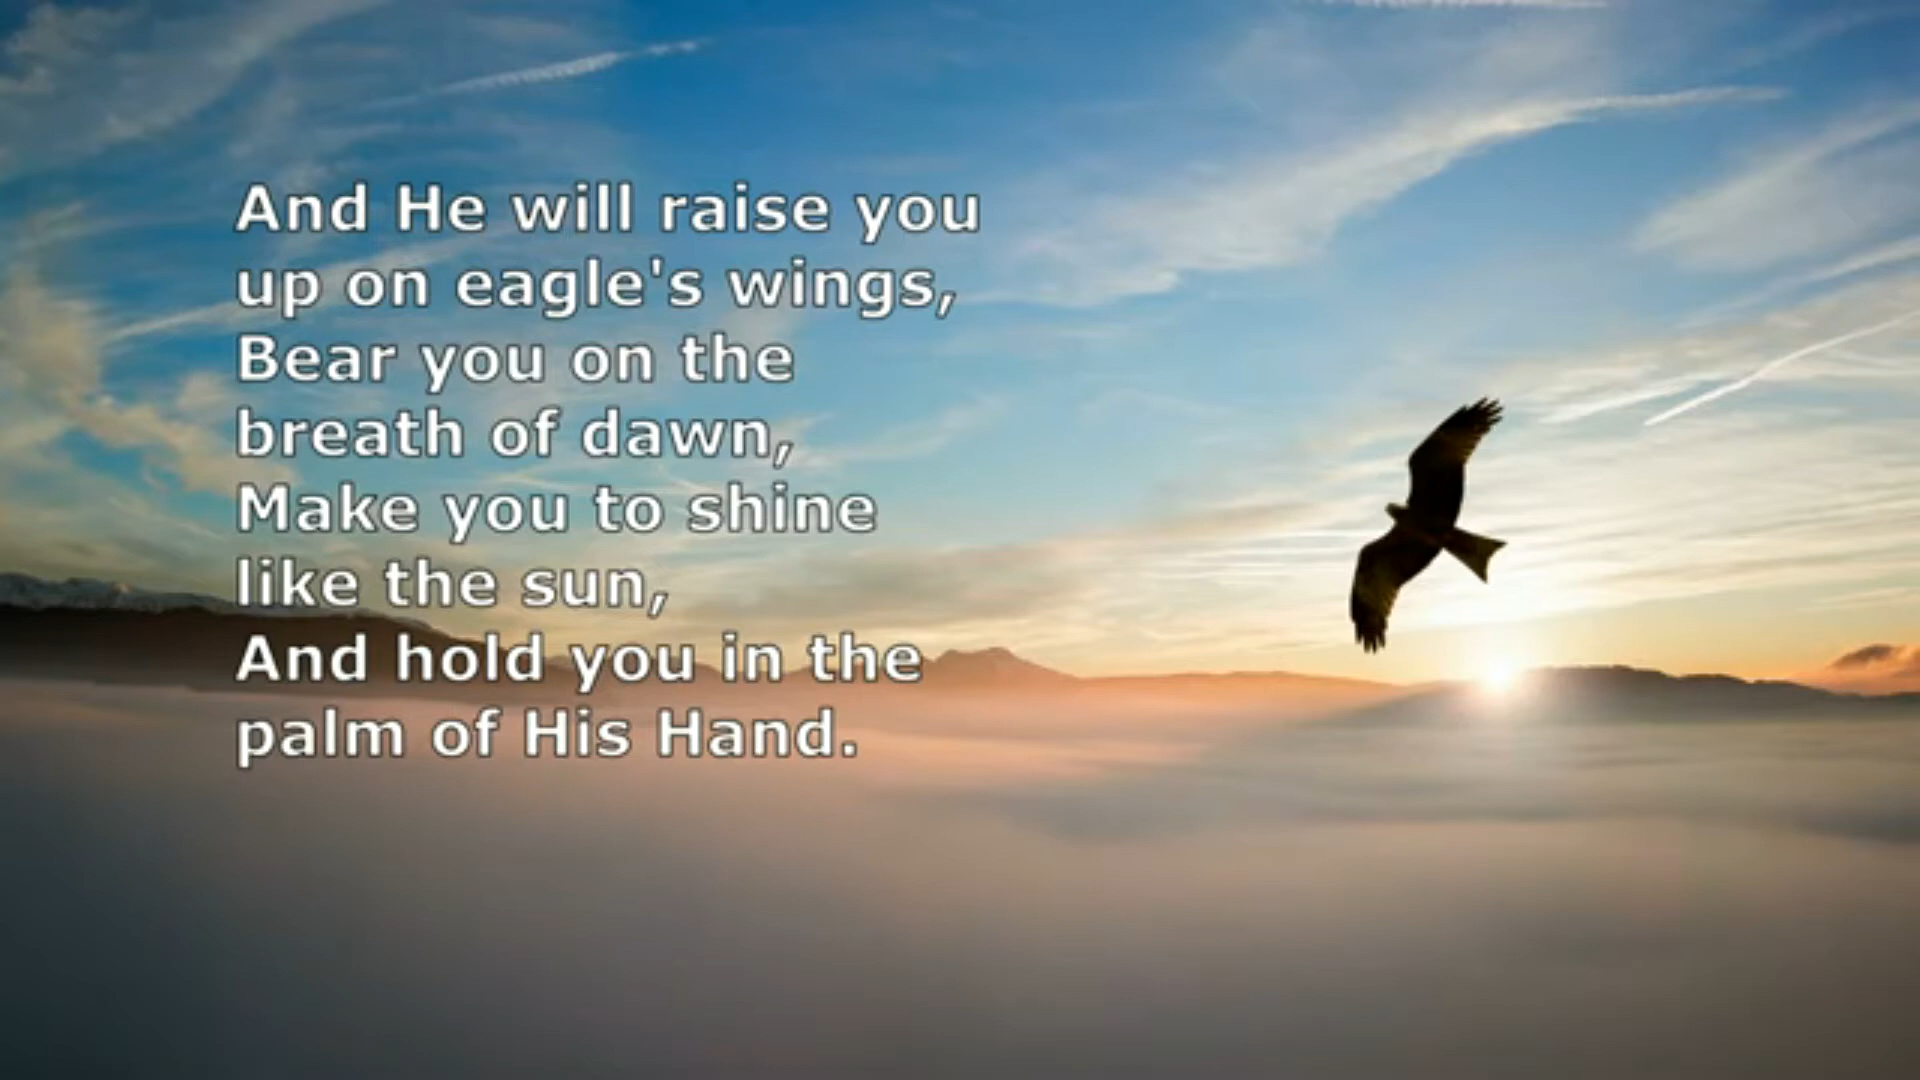 And He will raise you
up on eagle's wings,
Bear you on the
breath of dawn,
Make you to shine
like the sun,
And hold you in the
palm of His Hand.